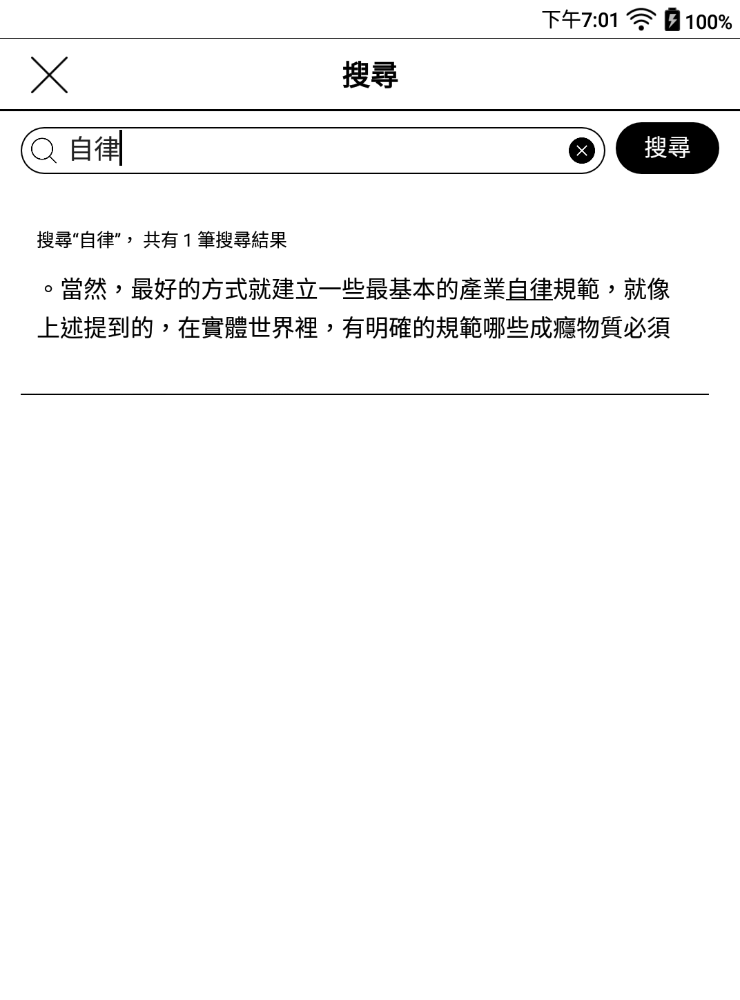 下午7:01 100%
搜尋
自律 搜尋
搜尋“自律”， 共有 1 筆搜尋結果
。當然，最好的方式就建立一些最基本的產業自律規範，就像
上述提到的，在實體世界裡，有明確的規範哪些成癮物質必須